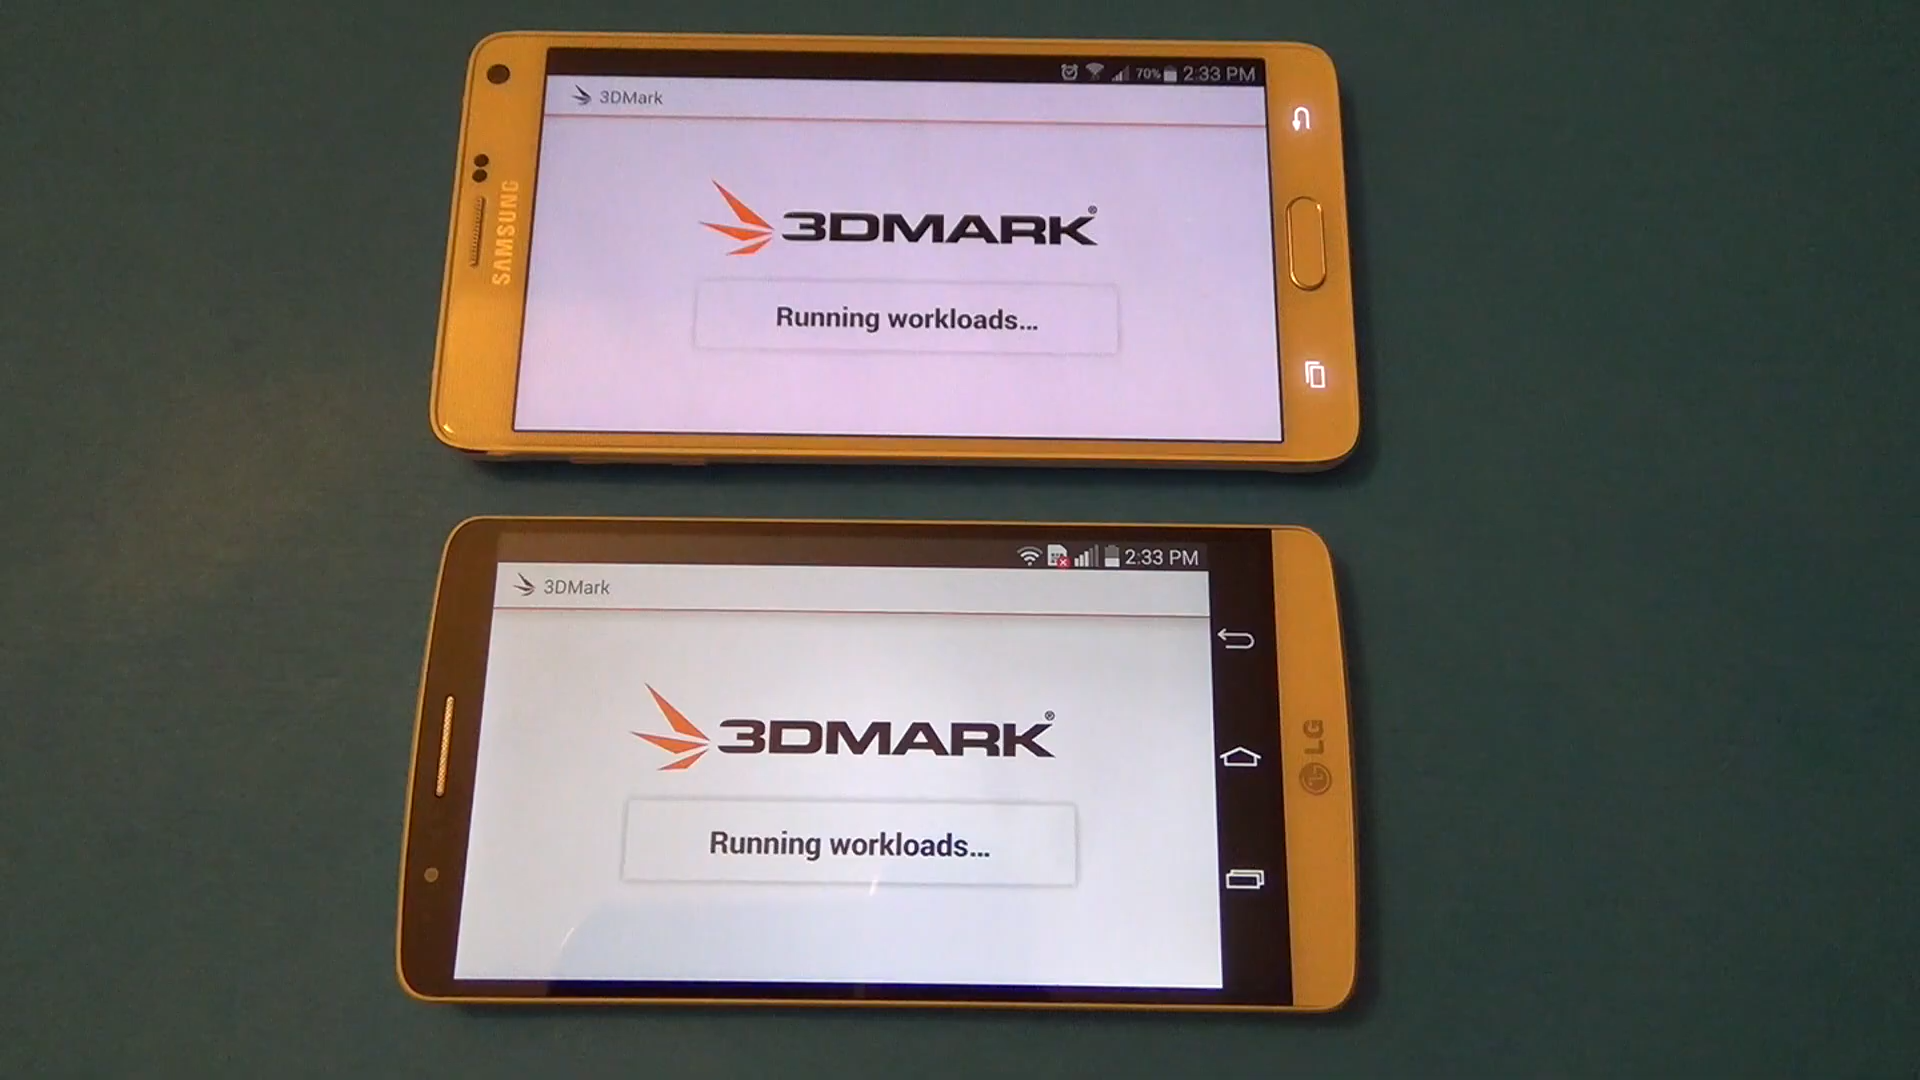 70% 2:33 PM
3DMark
SAMSUNG
3DMARK®
Running workloads...
2:33 PM
3DMark
3DMARK®
Running workloads...
LG